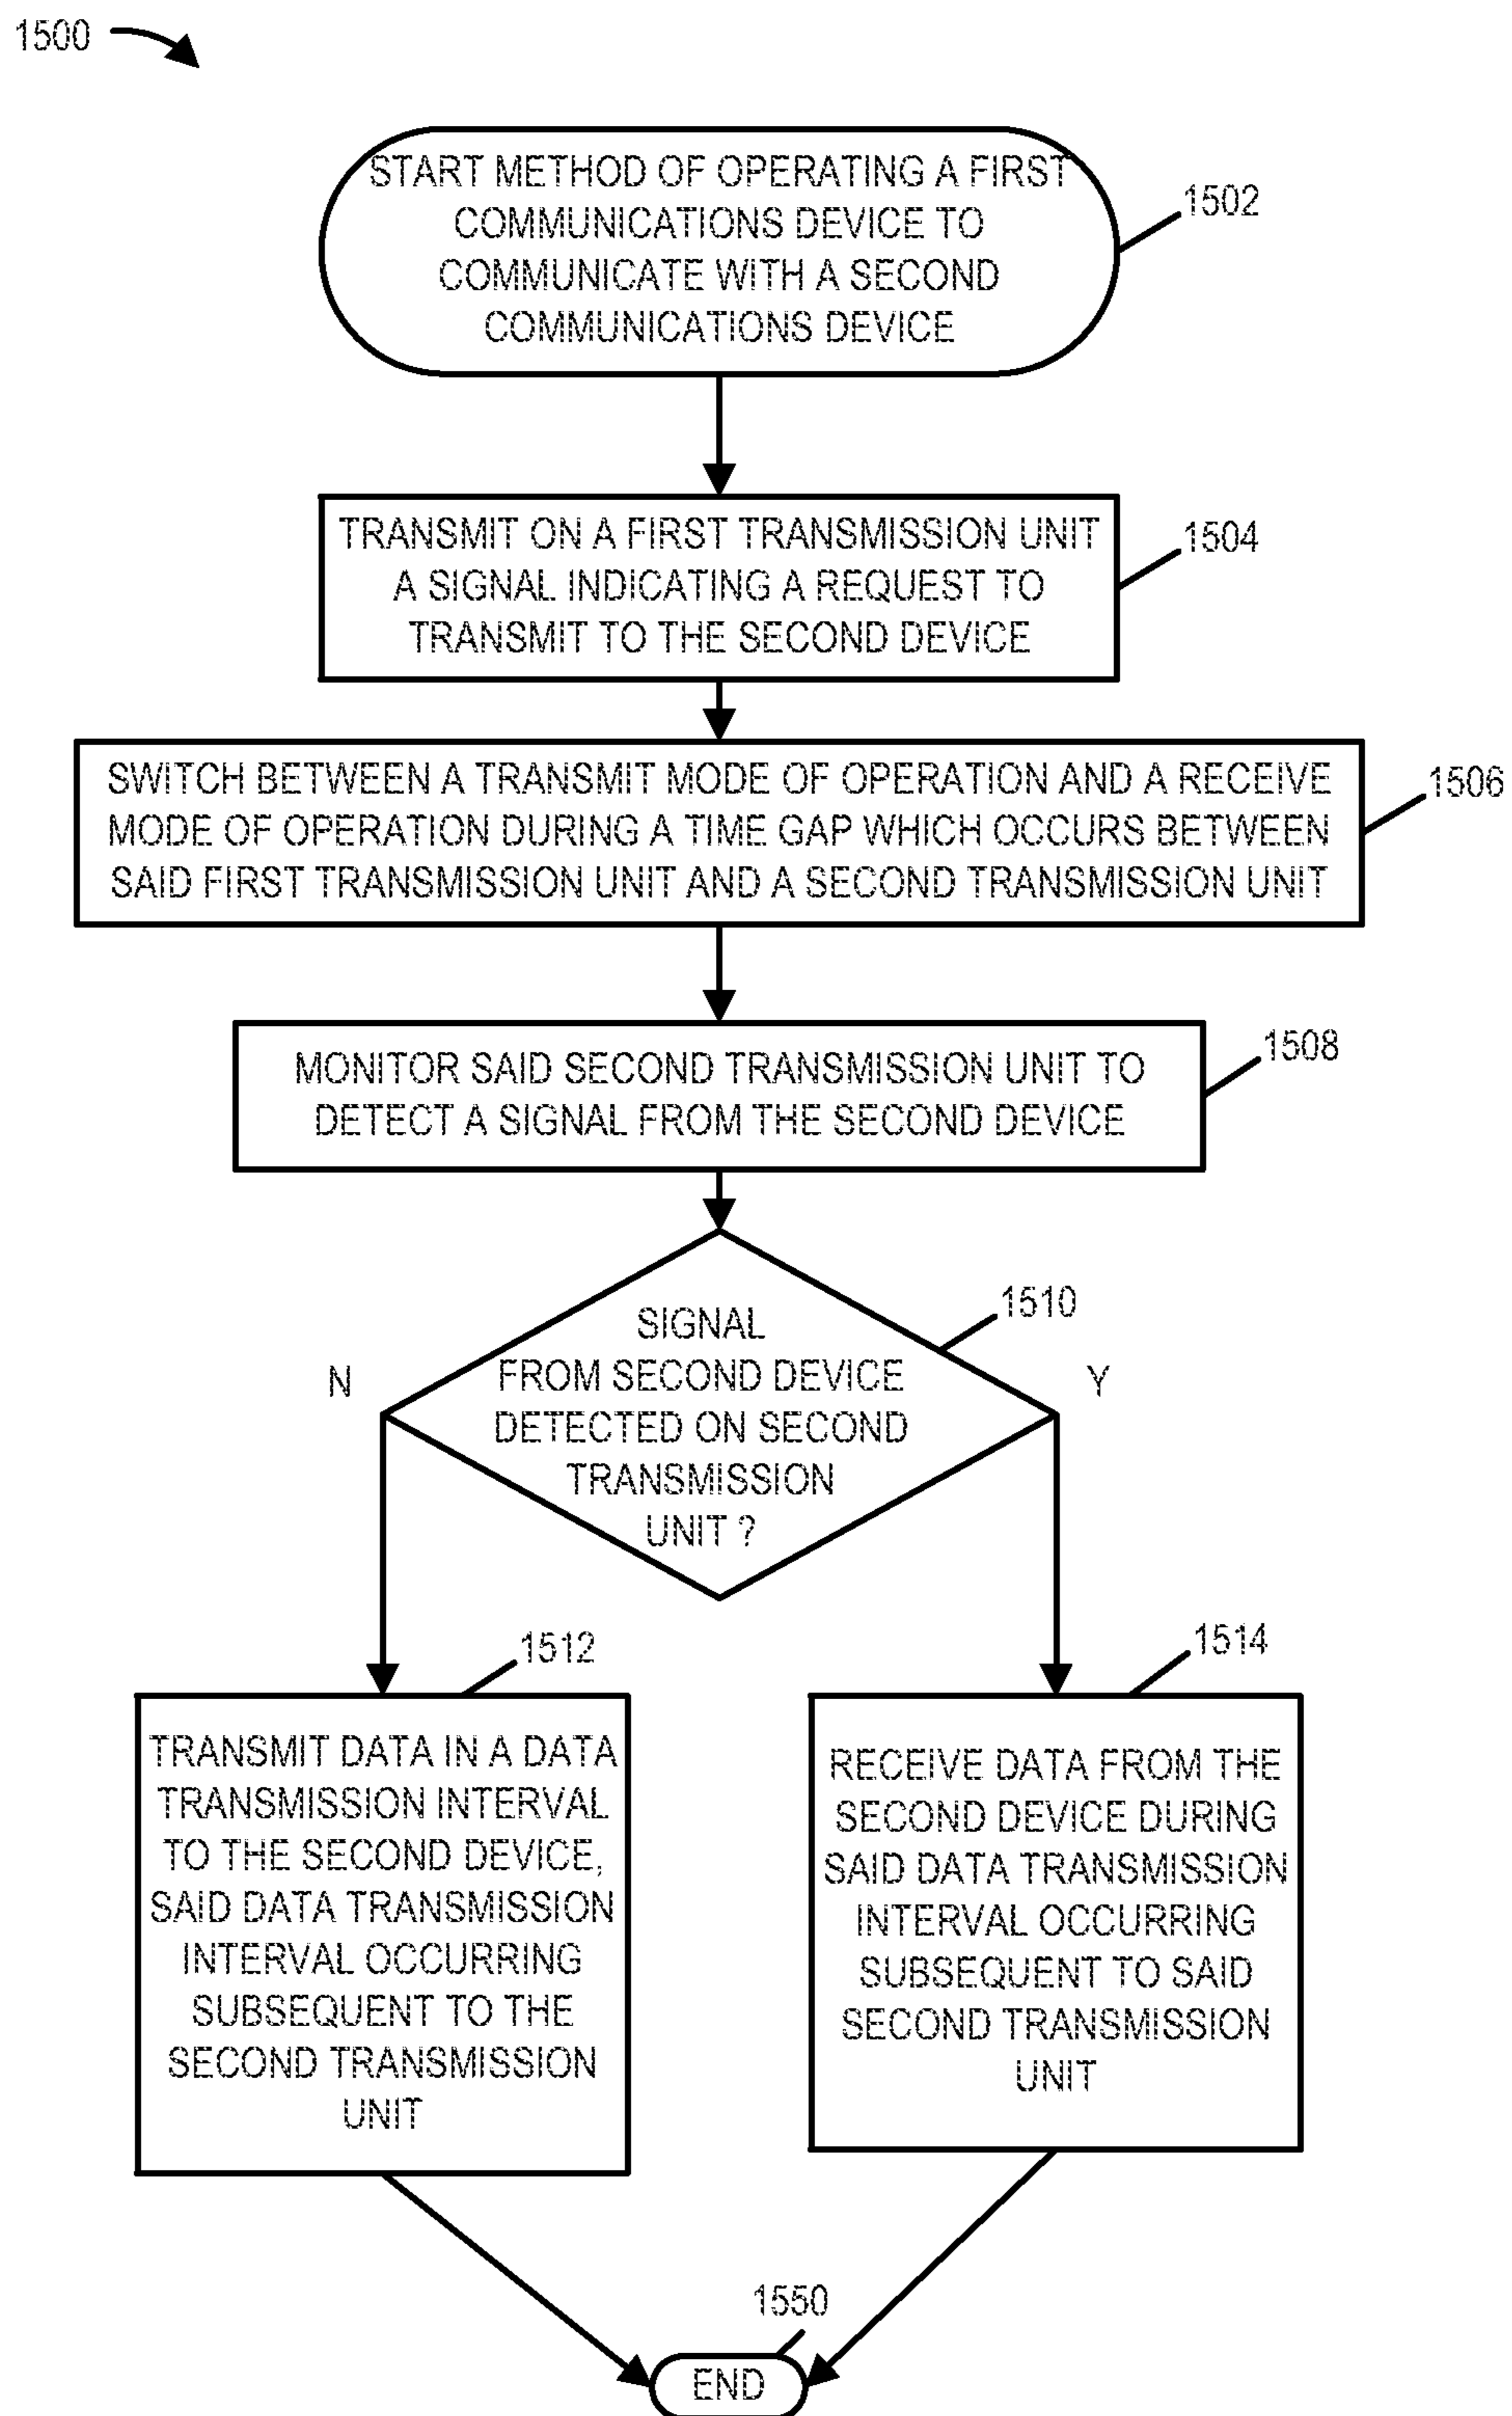 1500
START METHOD OF OPERATING A FIRST
COMMUNICATIONS DEVICE TO
COMMUNICATE WITH A SECOND
COMMUNICATIONS DEVICE
1502
TRANSMIT ON A FIRST TRANSMISSION UNIT
A SIGNAL INDICATING A REQUEST TO
TRANSMIT TO THE SECOND DEVICE
1504
SWITCH BETWEEN A TRANSMIT MODE OF OPERATION AND A RECEIVE
MODE OF OPERATION DURING A TIME GAP WHICH OCCURS BETWEEN
SAID FIRST TRANSMISSION UNIT AND A SECOND TRANSMISSION UNIT
1506
MONITOR SAID SECOND TRANSMISSION UNIT TO
DETECT A SIGNAL FROM THE SECOND DEVICE
1508
SIGNAL
FROM SECOND DEVICE
DETECTED ON SECOND
TRANSMISSION
UNIT ?
1510
N
Y
1512
TRANSMIT DATA IN A DATA
TRANSMISSION INTERVAL
TO THE SECOND DEVICE,
SAID DATA TRANSMISSION
INTERVAL OCCURRING
SUBSEQUENT TO THE
SECOND TRANSMISSION
UNIT
1514
RECEIVE DATA FROM THE
SECOND DEVICE DURING
SAID DATA TRANSMISSION
INTERVAL OCCURRING
SUBSEQUENT TO SAID
SECOND TRANSMISSION
UNIT
1550
END